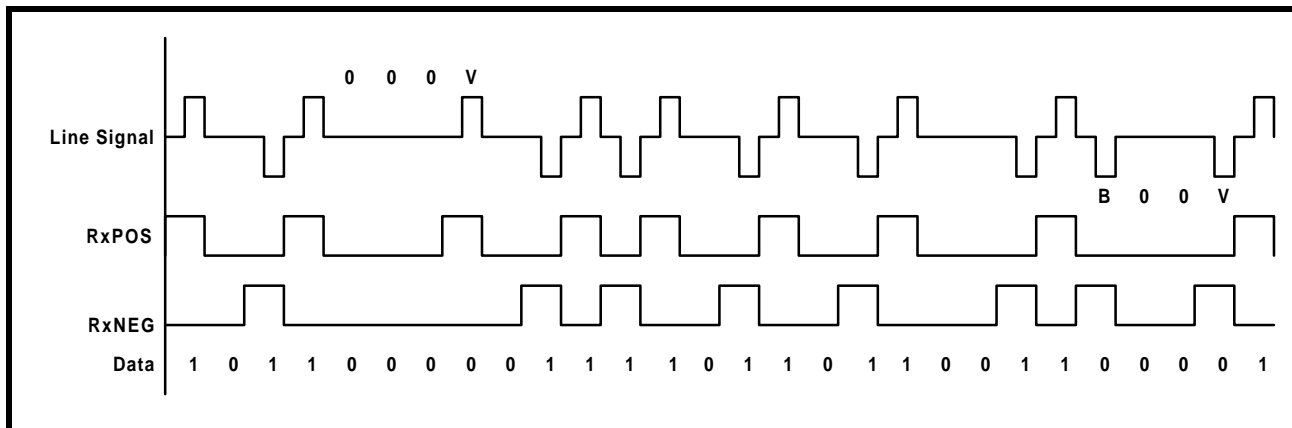 0 0 0 V
Line Signal
B 0 0 V
RxPOS
RxNEG
Data 1 0 1 1 0 0 0 0 0 1 1 1 1 0 1 1 0 1 1 0 0 1 1 0 0 0 0 1